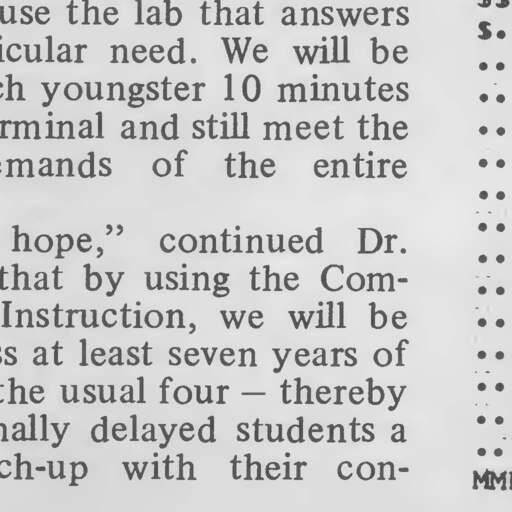 use the lab that answers
icular need. We will be
ch youngster 10 minutes
rminal and still meet the
emands of the entire
hope,” continued Dr.
that by using the Com-
Instruction, we will be
ss at least seven years of
the usual four — thereby
nally delayed students a
ch-up with their con-